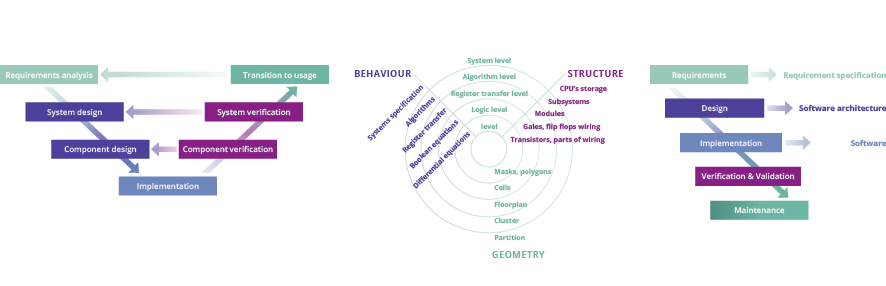 Requirements analysis
Transition to usage
System design
System verification
Component design
Component verification
Implementation
BEHAVIOUR
STRUCTURE
System level
Algorithm level
Register transfer level
Logic level
level
Systems specification
Algorithms
Register transfer
Boolean equations
Differential equations
CPU's storage
Subsystems
Modules
Gales, flip flops wiring
Transistors, parts of wiring
Masks, polygons
Cells
Floorplan
Cluster
Partition
GEOMETRY
Requirements
Requirement specification
Design
Software architecture
Implementation
Software
Verification & Validation
Maintenance